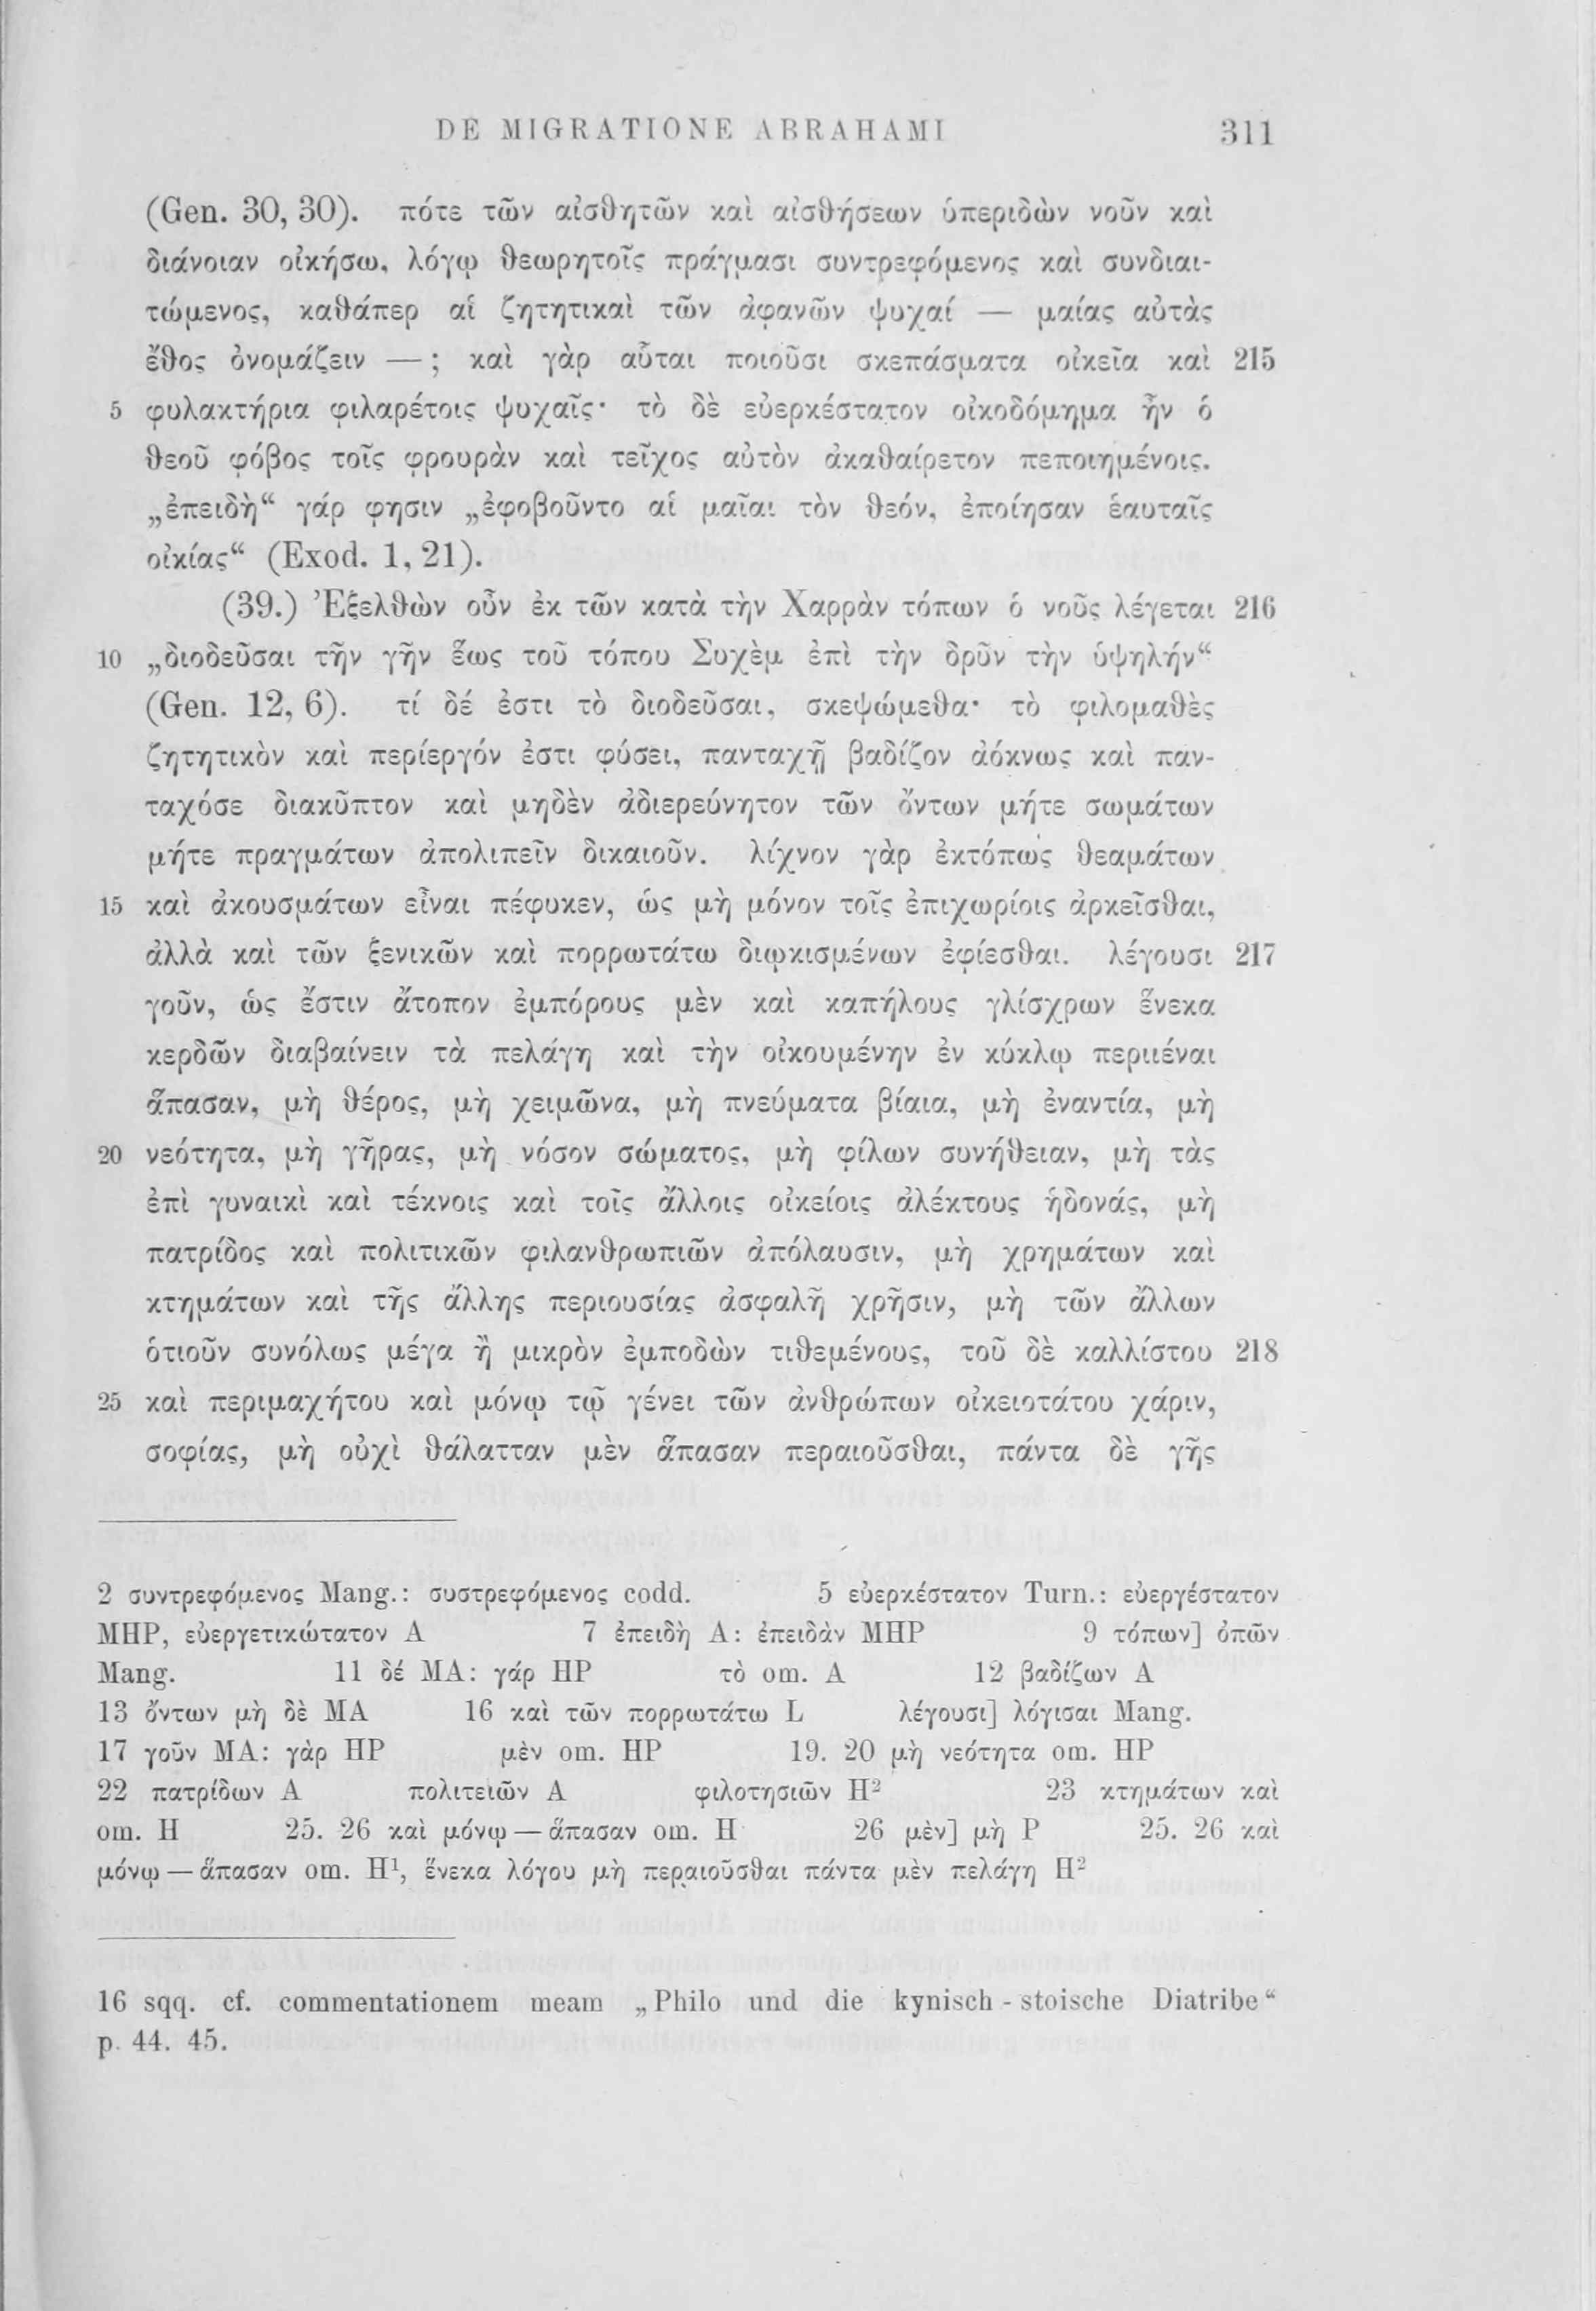 DE MIGRATIONE ABRAHAMI 311
(Gen. 30, 30). πότε τῶν αἰσθητῶν καὶ αἰσθήσεων ὑπεριδὼν νοῦν καὶ
διάνοιαν οἰκήσω, λόγῳ θεωρητοῖς πράγμασι συντρεφόμενος καὶ συνδιαι-
τώμενος, καθάπερ αἱ ζητητικαὶ τῶν ἀφανῶν ψυχαί — μαίας αὐτὰς
ἔθος ὀνομάζειν — ; καὶ γὰρ αὗται ποιοῦσι σκεπάσματα οἰκεῖα καὶ 215
5 φυλακτήρια φιλαρέτοις ψυχαῖς· τὸ δὲ εὐερκέστατον οἰκοδόμημα ἦν ὁ
θεοῦ φόβος τοῖς φρουρὰν καὶ τεῖχος αὐτὸν ἀκαθαίρετον πεποιημένοις.
„ἐπειδὴ“ γάρ φησιν „ἐφοβοῦντο αἱ μαῖαι τὸν θεόν, ἐποίησαν ἑαυταῖς
οἰκίας“ (Exod. 1, 21).
(39.) Ἐξελθὼν οὖν ἐκ τῶν κατὰ τὴν Χαρρὰν τόπων ὁ νοῦς λέγεται 216
10 „διοδεῦσαι τῆν γῆν ἕως τοῦ τόπου Συχὲμ ἐπὶ τὴν δρῦν τὴν ὑψηλήν“
(Gen. 12, 6). τί δέ ἐστι τὸ διοδεῦσαι, σκεψώμεθα· τὸ φιλομαθὲς
ζητητικὸν καὶ περίεργόν ἐστι φύσει, πανταχῇ βαδίζον ἀόκνως καὶ παν-
ταχόσε διακῦπτον καὶ μηδὲν ἀδιερεύνητον τῶν ὄντων μήτε σωμάτων
μήτε πραγμάτων ἀπολιπεῖν δικαιοῦν. λίχνον γὰρ ἐκτόπως θεαμάτων
15 καὶ ἀκουσμάτων εἶναι πέφυκεν, ὡς μὴ μόνον τοῖς ἐπιχωρίοις ἀρκεῖσθαι,
ἀλλὰ καὶ τῶν ξενικῶν καὶ πορρωτάτω διῳκισμένων ἐφίεσθαι. λέγουσι 217
γοῦν, ὡς ἔστιν ἄτοπον ἐμπόρους μὲν καὶ καπήλους γλίσχρων ἕνεκα
κερδῶν διαβαίνειν τὰ πελάγη καὶ τὴν οἰκουμένην ἐν κύκλῳ περιιέναι
ἅπασαν, μὴ θέρος, μὴ χειμῶνα, μὴ πνεύματα βίαια, μὴ ἐναντία, μὴ
20 νεότητα, μὴ γῆρας, μὴ νόσον σώματος, μὴ φίλων συνήθειαν, μὴ τὰς
ἐπὶ γυναικὶ καὶ τέκνοις καὶ τοῖς ἄλλοις οἰκείοις ἀλέκτους ἡδονάς, μὴ
πατρίδος καὶ πολιτικῶν φιλανθρωπιῶν ἀπόλαυσιν, μὴ χρημάτων καὶ
κτημάτων καὶ τῆς ἄλλης περιουσίας ἀσφαλῆ χρῆσιν, μὴ τῶν ἄλλων
ὁτιοῦν συνόλως μέγα ἢ μικρὸν ἐμποδὼν τιθεμένους, τοῦ δὲ καλλίστου 218
25 καὶ περιμαχήτου καὶ μόνῳ τῷ γένει τῶν ἀνθρώπων οἰκειοτάτου χάριν,
σοφίας, μὴ οὐχὶ θάλατταν μὲν ἅπασαν περαιοῦσθαι, πάντα δὲ γῆς
2 συντρεφόμενος Mang.: συστρεφόμενος codd. 5 εὐερκέστατον Turn.: εὐεργέστατον
MHP, εὐεργετικώτατον A 7 ἐπειδὴ A: ἐπειδὰν MHP 9 τόπων] ὀπῶν
Mang. 11 δέ MA: γάρ HP τὸ om. A 12 βαδίζων A
13 ὄντων μὴ δὲ MA 16 καὶ τῶν πορρωτάτω L λέγουσι] λόγισαι Mang.
17 γοῦν MA: γὰρ HP μὲν om. HP 19. 20 μὴ νεότητα om. HP
22 πατρίδων A πολιτειῶν A φιλοτησιῶν H² 23 κτημάτων καὶ
om. H 25. 26 καὶ μόνῳ — ἅπασαν om. H 26 μὲν] μὴ P 25. 26 καὶ
μόνῳ — ἅπασαν om. H¹, ἕνεκα λόγου μὴ περαιοῦσθαι πάντα μὲν πελάγη H²
16 sqq. cf. commentationem meam „Philo und die kynisch-stoische Diatribe“
p. 44. 45.